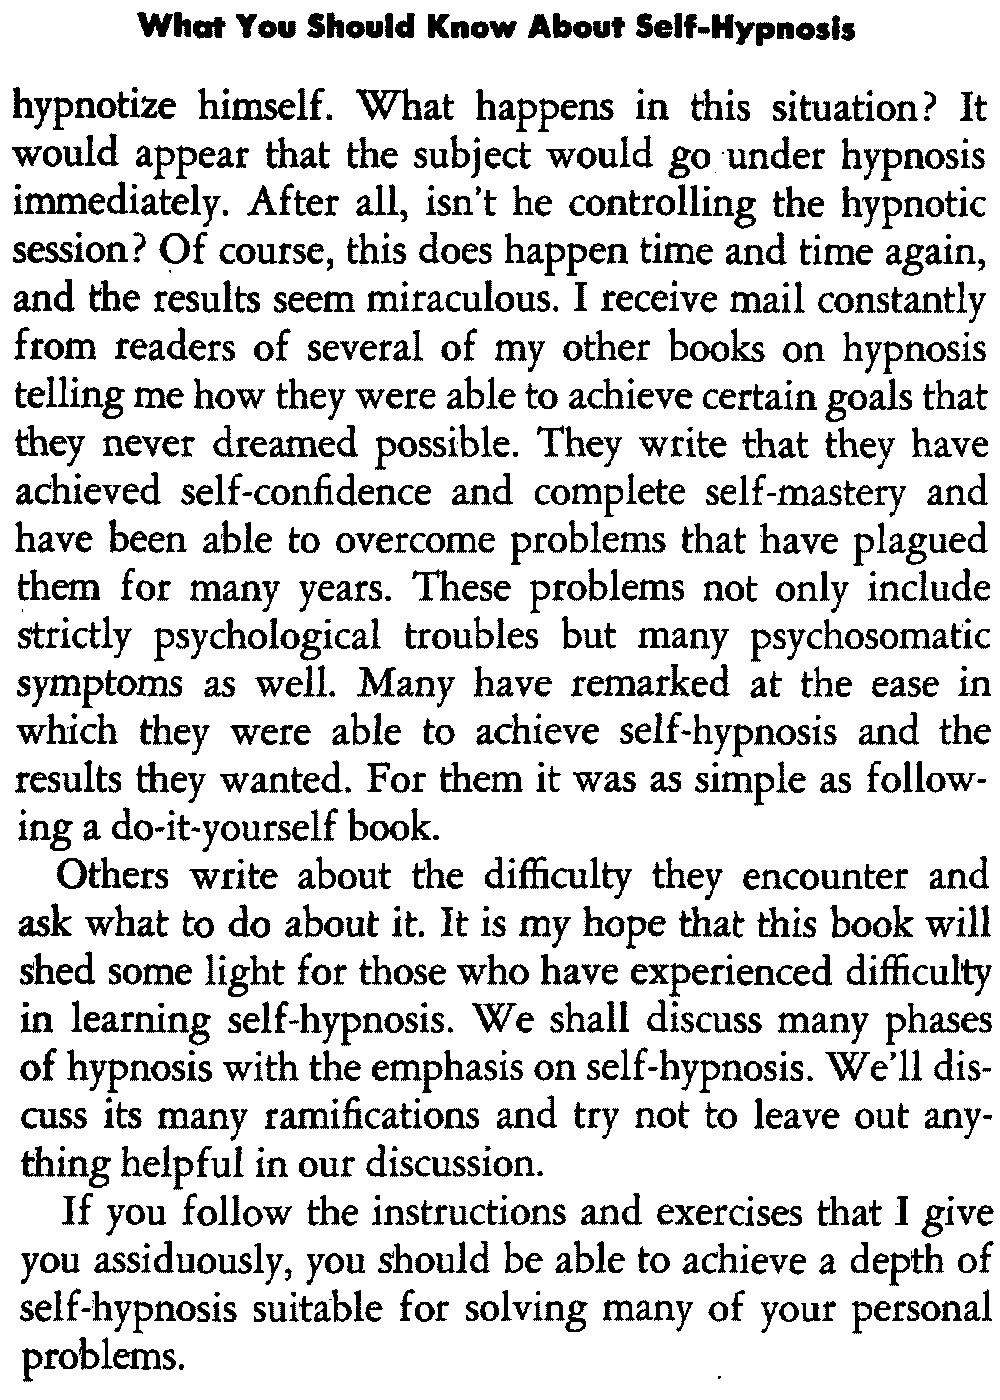 What You Should Know About Self-Hypnosis
hypnotize himself. What happens in this situation? It
would appear that the subject would go under hypnosis
immediately. After all, isn't he controlling the hypnotic
session? Of course, this does happen time and time again,
and the results seem miraculous. I receive mail constantly
from readers of several of my other books on hypnosis
telling me how they were able to achieve certain goals that
they never dreamed possible. They write that they have
achieved self-confidence and complete self-mastery and
have been able to overcome problems that have plagued
them for many years. These problems not only include
strictly psychological troubles but many psychosomatic
symptoms as well. Many have remarked at the ease in
which they were able to achieve self-hypnosis and the
results they wanted. For them it was as simple as follow-
ing a do-it-yourself book.
Others write about the difficulty they encounter and
ask what to do about it. It is my hope that this book will
shed some light for those who have experienced difficulty
in learning self-hypnosis. We shall discuss many phases
of hypnosis with the emphasis on self-hypnosis. We'll dis-
cuss its many ramifications and try not to leave out any-
thing helpful in our discussion.
If you follow the instructions and exercises that I give
you assiduously, you should be able to achieve a depth of
self-hypnosis suitable for solving many of your personal
problems.